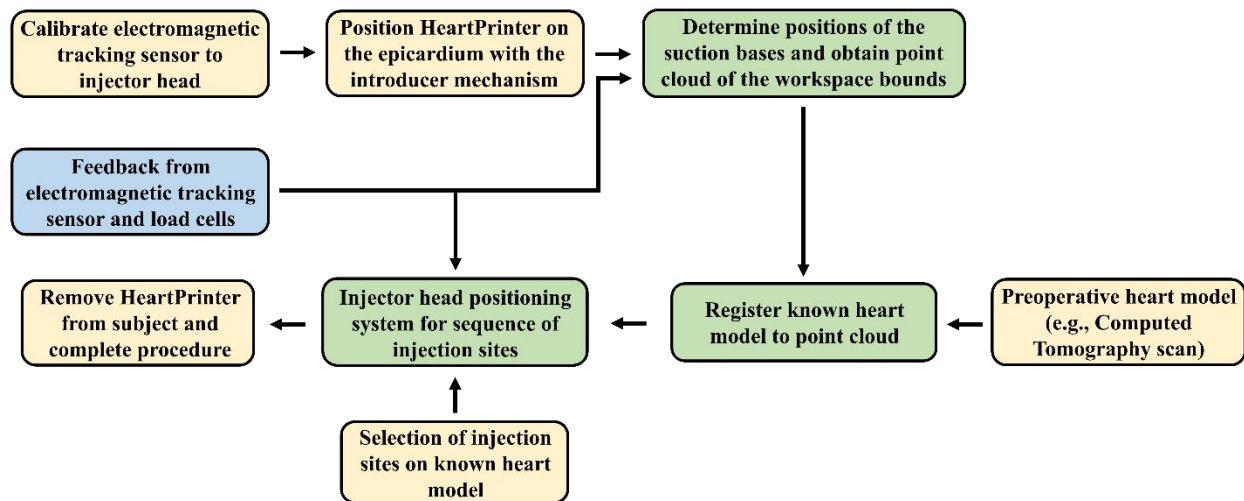 Calibrate electromagnetic
tracking sensor to
injector head
Position HeartPrinter on
the epicardium with the
introducer mechanism
Determine positions of the
suction bases and obtain point
cloud of the workspace bounds
Feedback from
electromagnetic tracking
sensor and load cells
Remove HeartPrinter
from subject and
complete procedure
Injector head positioning
system for sequence of
injection sites
Register known heart
model to point cloud
Preoperative heart model
(e.g., Computed
Tomography scan)
Selection of injection
sites on known heart
model